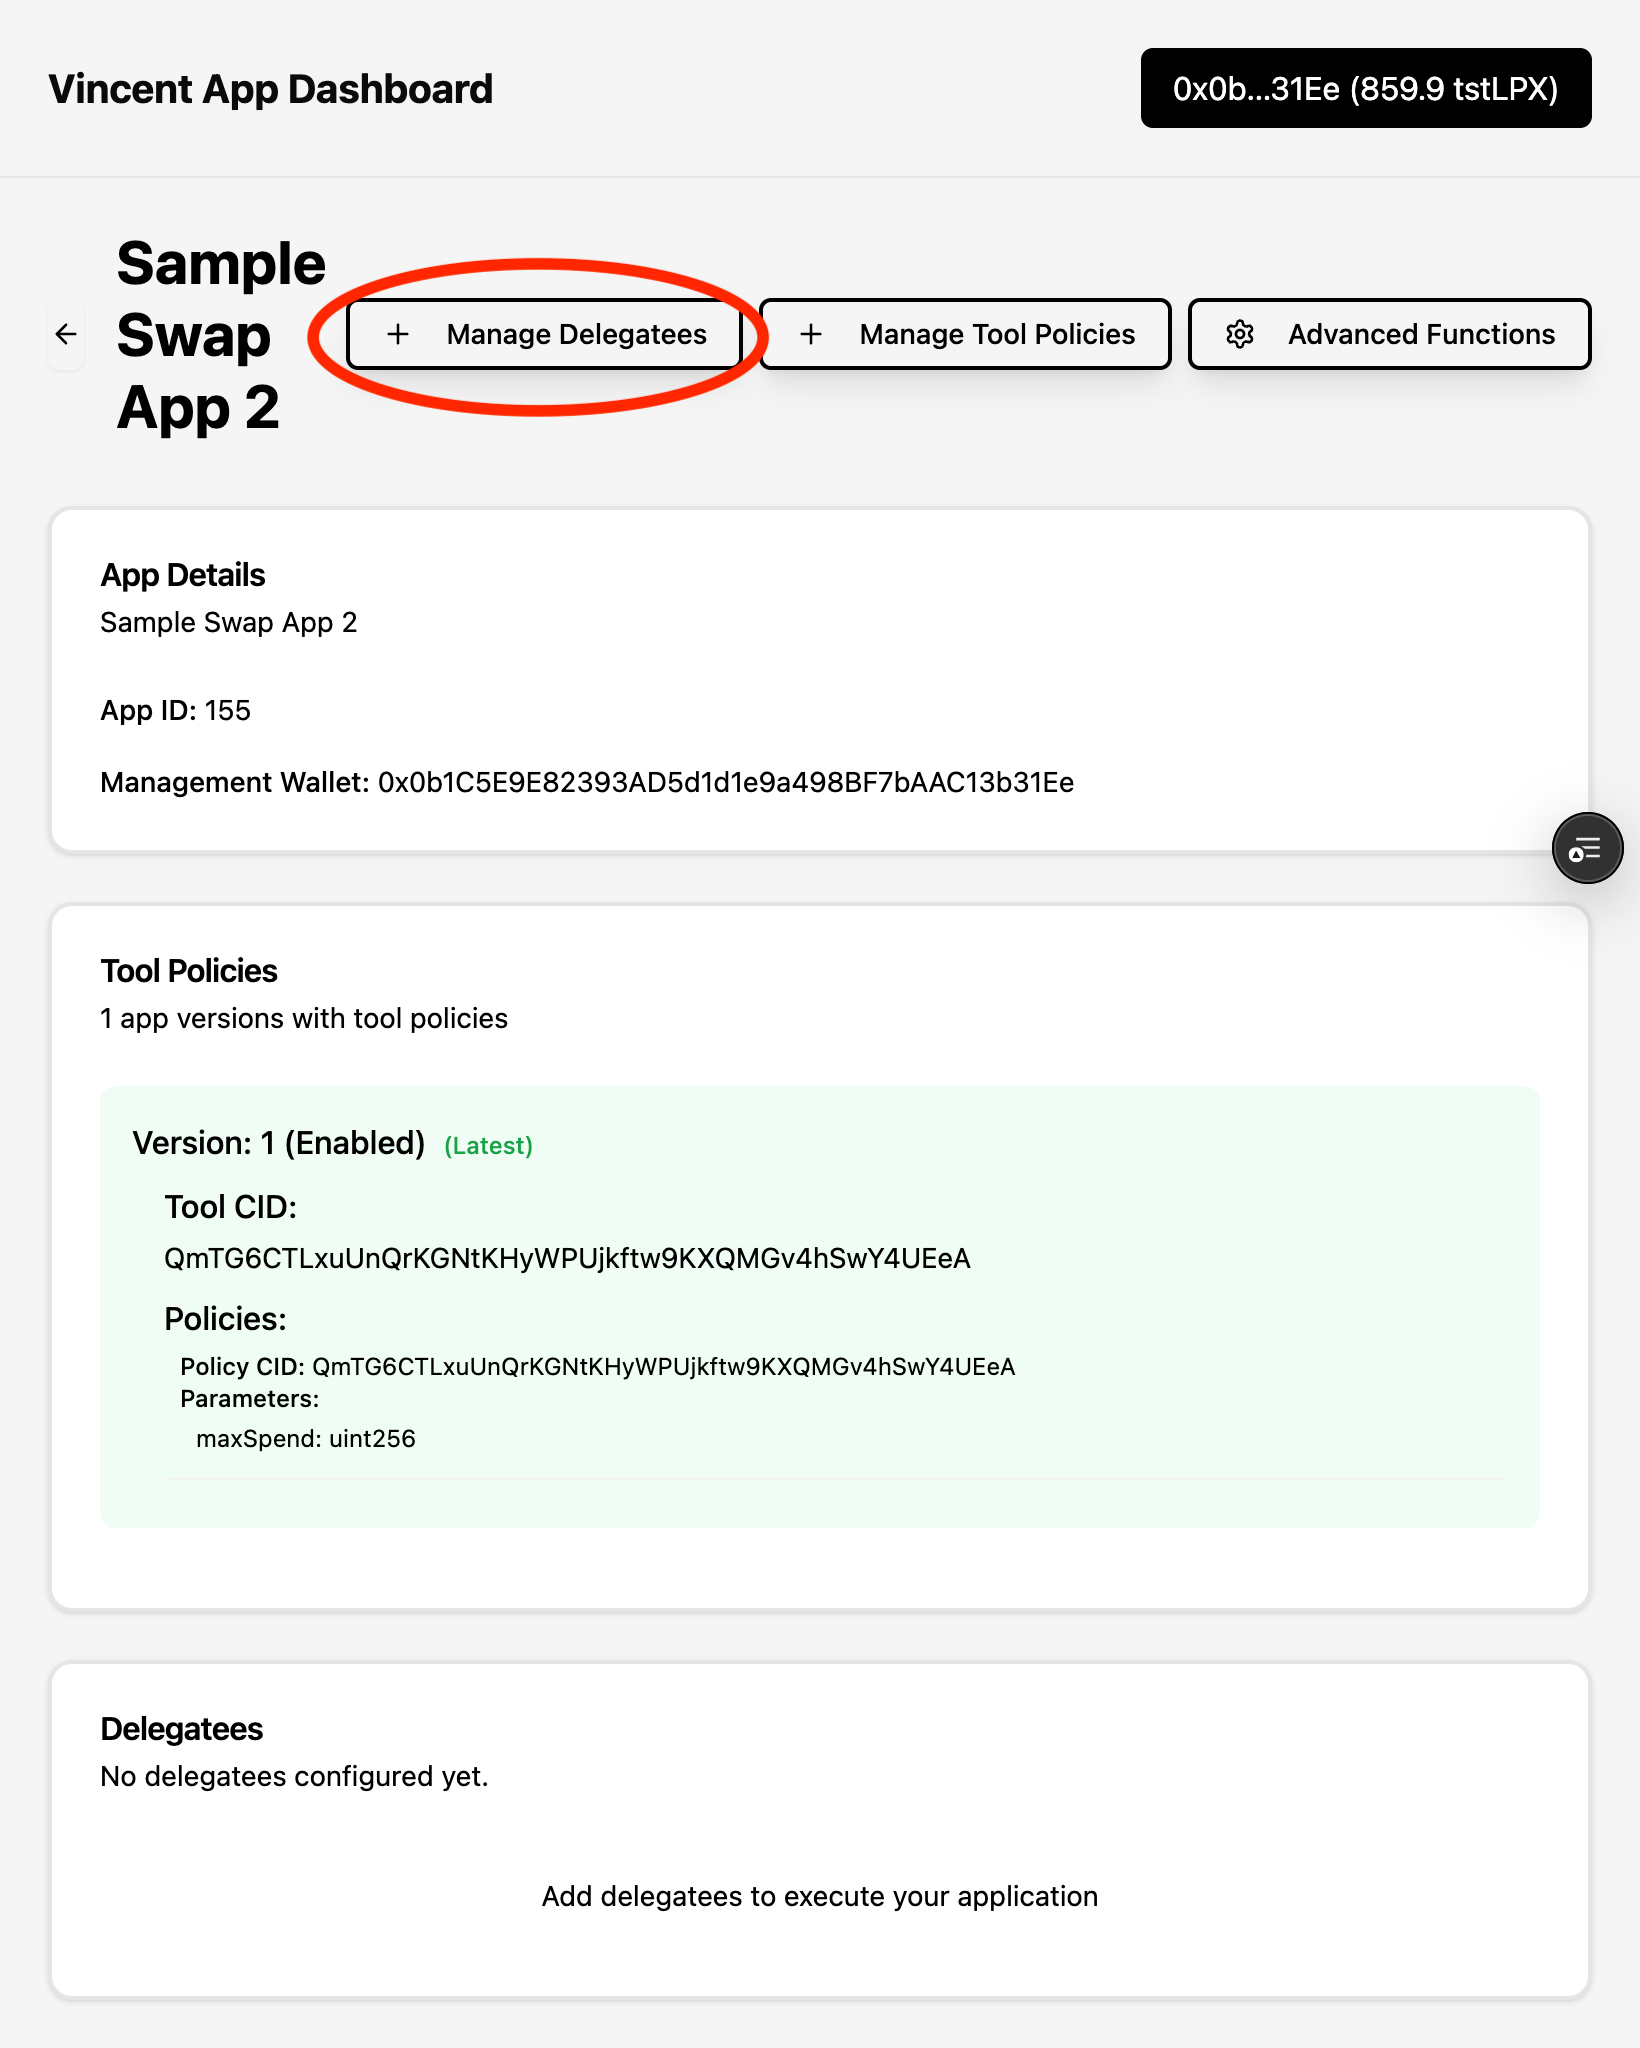 Vincent App Dashboard
0x0b...31Ee (859.9 tstLPX)
Sample
Swap
App 2
Manage Delegatees
Manage Tool Policies
Advanced Functions
App Details
Sample Swap App 2
App ID: 155
Management Wallet: 0x0b1C5E9E82393AD5d1d1e9a498BF7bAAC13b31Ee
Tool Policies
1 app versions with tool policies
Version: 1 (Enabled) (Latest)
Tool CID:
QmTG6CTLxuUnQrKGNtKHyWPUjkftw9KXQMGv4hSwY4UEeA
Policies:
Policy CID: QmTG6CTLxuUnQrKGNtKHyWPUjkftw9KXQMGv4hSwY4UEeA
Parameters:
maxSpend: uint256
Delegatees
No delegatees configured yet.
Add delegatees to execute your application